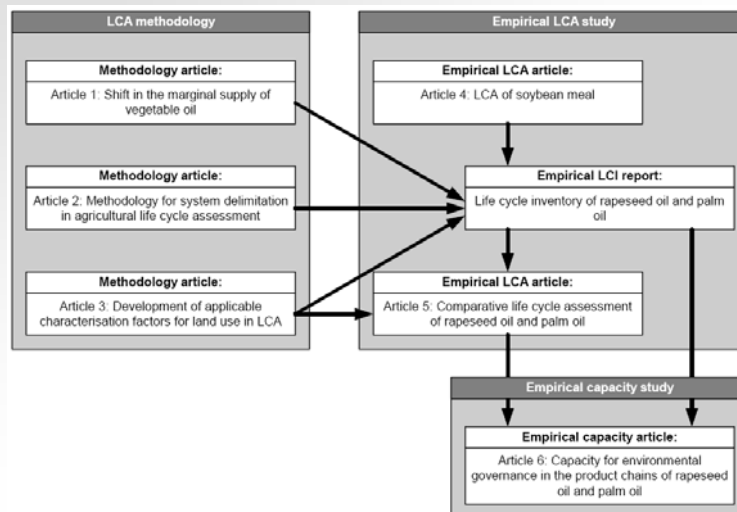 LCA methodology
Methodology article:
Article 1: Shift in the marginal supply of
vegetable oil
Methodology article:
Article 2: Methodology for system delimitation
in agricultural life cycle assessment
Methodology article:
Article 3: Development of applicable
characterisation factors for land use in LCA
Empirical LCA study
Empirical LCA article:
Article 4: LCA of soybean meal
Empirical LCI report:
Life cycle inventory of rapeseed oil and palm
oil
Empirical LCA article:
Article 5: Comparative life cycle assessment
of rapeseed oil and palm oil
Empirical capacity study
Empirical capacity article:
Article 6: Capacity for environmental
governance in the product chains of rapeseed
oil and palm oil